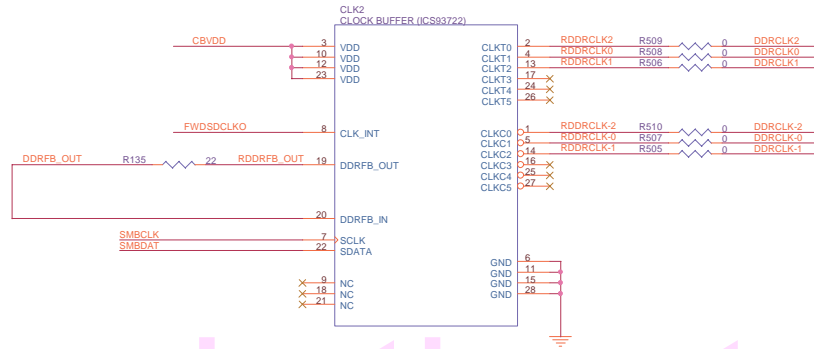 CLK2
CLOCK BUFFER (ICS93722)
CBVDD 3 VDD CLKT0 2 RDDRCLK2 R509 0 DDRCLK2
10 VDD CLKT1 4 RDDRCLK0 R508 0 DDRCLK0
12 VDD CLKT2 13 RDDRCLK1 R506 0 DDRCLK1
23 VDD CLKT3 17
CLKT4 24
CLKT5 26
FWDSDCLKO 8 CLK_INT CLKC0 1 RDDRCLK-2 R510 0 DDRCLK-2
CLKC1 5 RDDRCLK-0 R507 0 DDRCLK-0
CLKC2 14 RDDRCLK-1 R505 0 DDRCLK-1
DDRFB_OUT R135 22 RDDRFB_OUT 19 DDRFB_OUT CLKC3 16
CLKC4 25
CLKC5 27
20 DDRFB_IN
SMBCLK 7 SCLK
SMBDAT 22 SDATA
GND 6
GND 11
9 NC GND 15
18 NC GND 28
21 NC